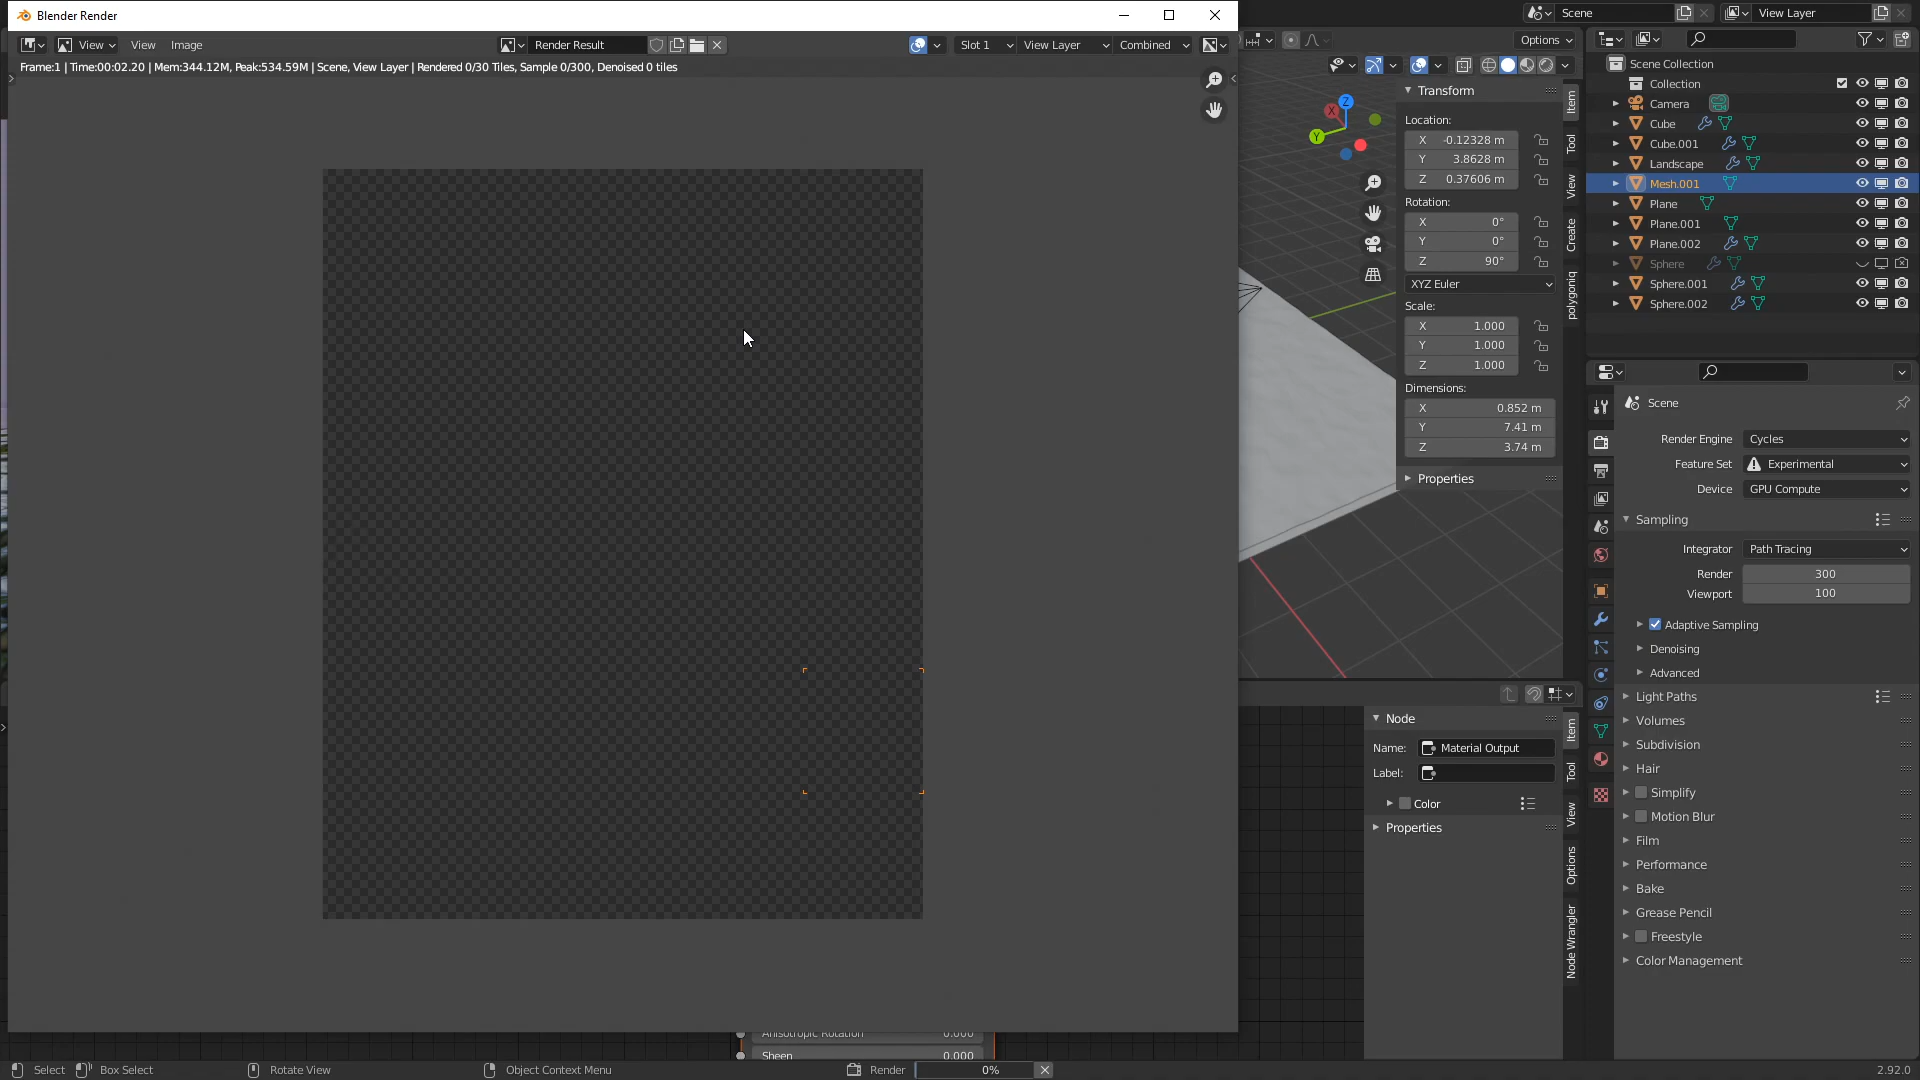 Blender Render
View
View
Image
Render Result
Slot 1
View Layer
Combined
Frame:1 | Time:00:02.20 | Mem:344.12M, Peak:534.59M | Scene, View Layer | Rendered 0/30 Tiles, Sample 0/300, Denoised 0 tiles
Options
Scene
View Layer
Transform
Location:
X -0.12328 m
Y 3.8628 m
Z 0.37606 m
Rotation:
X 0°
Y 0°
Z 90°
XYZ Euler
Scale:
X 1.000
Y 1.000
Z 1.000
Dimensions:
X 0.852 m
Y 7.41 m
Z 3.74 m
Properties
Item
Tool
View
Create
polygoniq
X
Y
Z
Scene Collection
Collection
Camera
Cube
Cube.001
Landscape
Mesh.001
Plane
Plane.001
Plane.002
Sphere
Sphere.001
Sphere.002
Scene
Render Engine Cycles
Feature Set Experimental
Device GPU Compute
Sampling
Integrator Path Tracing
Render 300
Viewport 100
Adaptive Sampling
Denoising
Advanced
Light Paths
Volumes
Subdivision
Hair
Simplify
Motion Blur
Film
Performance
Bake
Grease Pencil
Freestyle
Color Management
Node
Name: Material Output
Label:
Color
Properties
Item
Tool
View
Options
Node Wrangler
Anisotropic Rotation 0.000
Sheen 0.000
Select
Box Select
Rotate View
Object Context Menu
Render 0%
2.92.0